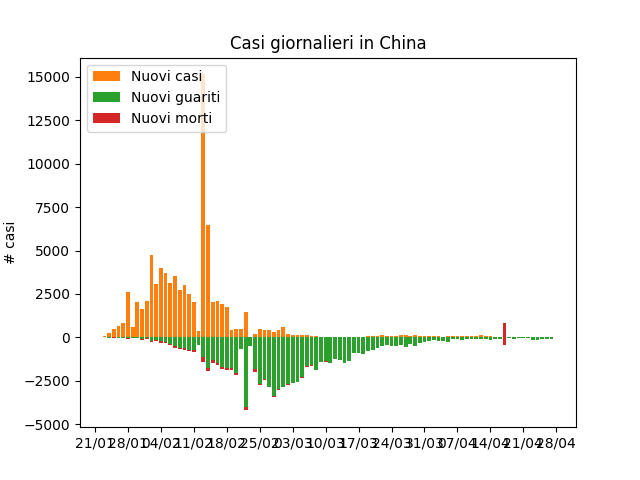 Casi giornalieri in China
Nuovi casi
Nuovi guariti
Nuovi morti
# casi
15000
12500
10000
7500
5000
2500
0
−2500
−5000
21/01 28/01 04/02 11/02 18/02 25/02 03/03 10/03 17/03 24/03 31/03 07/04 14/04 21/04 28/04